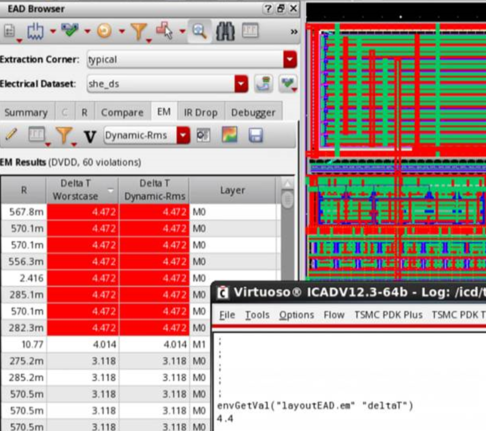 EAD Browser
Extraction Corner: typical
Electrical Dataset: she_ds
Summary C R Compare EM IR Drop Debugger
V Dynamic-Rms
EM Results (DVDD, 60 violations)
R Delta T Worstcase Delta T Dynamic-Rms Layer
567.8m 4.472 4.472 M0
570.1m 4.472 4.472 M0
570.1m 4.472 4.472 M0
556.3m 4.472 4.472 M0
2.416 4.472 4.472 M0
285.1m 4.472 4.472 M0
570.1m 4.472 4.472 M0
282.3m 4.472 4.472 M0
10.77 4.014 4.014 M1
275.2m 3.118 3.118 M0
285.2m 3.118 3.118 M0
570.5m 3.118 3.118 M0
570.5m 3.118 3.118 M0
570.5m 3.118 3.118 M0
Virtuoso® ICADV12.3-64b - Log: /icd/
File Tools Options Flow TSMC PDK Plus TSMC PDK T
;
;
;
;
;
envGetVal("layoutEAD.em" "deltaT")
4.4